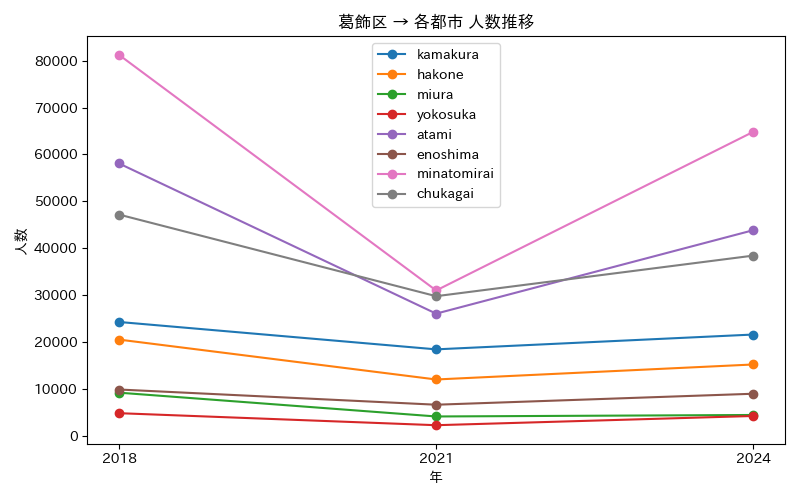 葛飾区 → 各都市 人数推移
kamakura
hakone
miura
yokosuka
atami
enoshima
minatomirai
chukagai
人数
80000
70000
60000
50000
40000
30000
20000
10000
0
2018 2021 2024
年